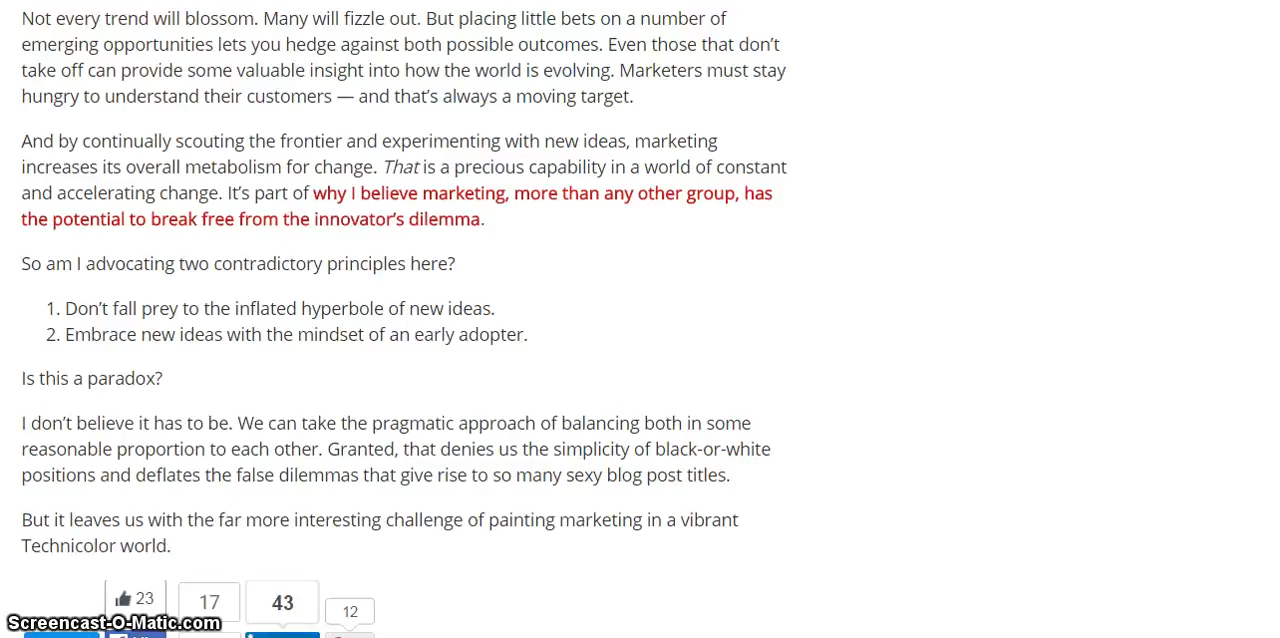 Not every trend will blossom. Many will fizzle out. But placing little bets on a number of
emerging opportunities lets you hedge against both possible outcomes. Even those that don't
take off can provide some valuable insight into how the world is evolving. Marketers must stay
hungry to understand their customers — and that's always a moving target.
And by continually scouting the frontier and experimenting with new ideas, marketing
increases its overall metabolism for change. That is a precious capability in a world of constant
and accelerating change. It's part of why I believe marketing, more than any other group, has
the potential to break free from the innovator's dilemma.
So am I advocating two contradictory principles here?
1. Don't fall prey to the inflated hyperbole of new ideas.
2. Embrace new ideas with the mindset of an early adopter.
Is this a paradox?
I don't believe it has to be. We can take the pragmatic approach of balancing both in some
reasonable proportion to each other. Granted, that denies us the simplicity of black-or-white
positions and deflates the false dilemmas that give rise to so many sexy blog post titles.
But it leaves us with the far more interesting challenge of painting marketing in a vibrant
Technicolor world.
23 17 43 12
Screencast-O-Matic.com